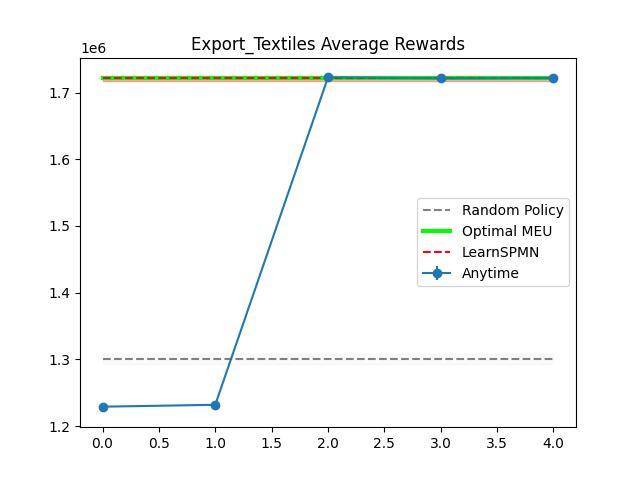 Export_Textiles Average Rewards
1e6
1.7
1.6
1.5
1.4
1.3
1.2
Random Policy
Optimal MEU
LearnSPMN
Anytime
0.0 0.5 1.0 1.5 2.0 2.5 3.0 3.5 4.0